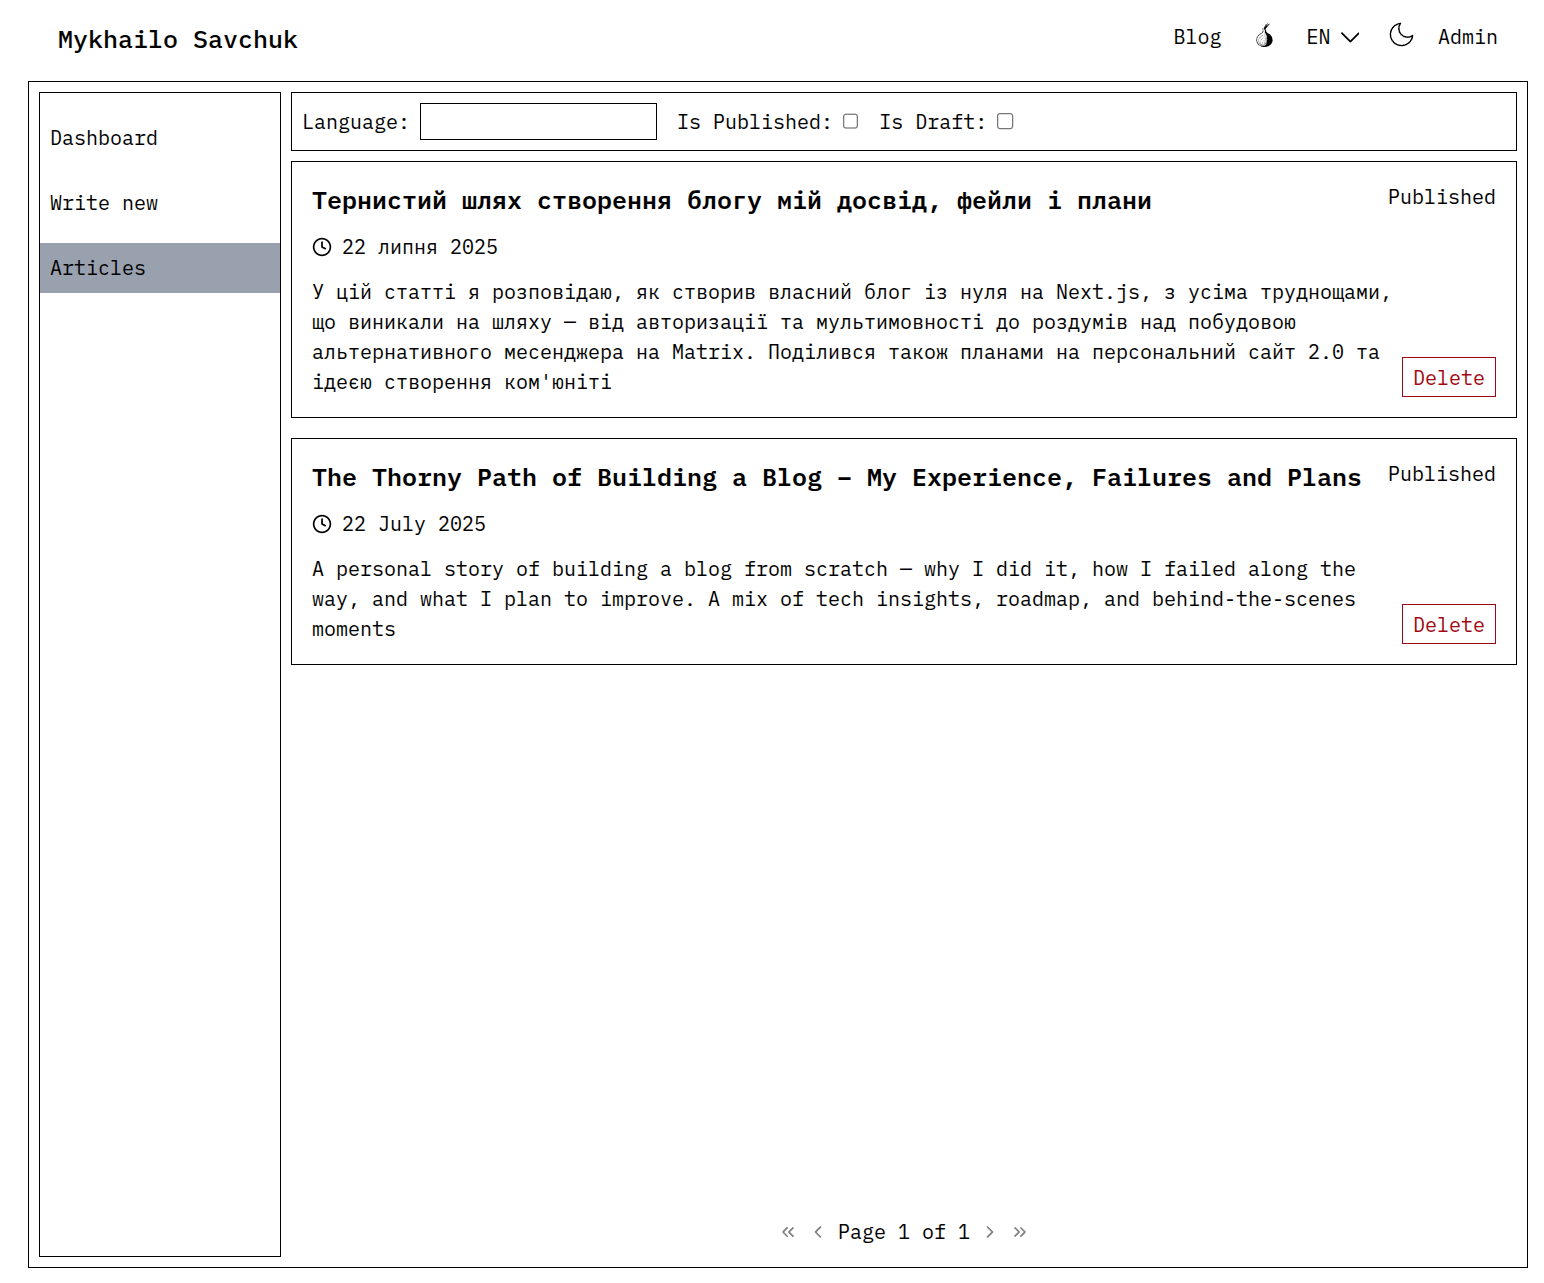 Mykhailo Savchuk
Blog
EN
Admin
Dashboard
Write new
Articles
Language:
Is Published:
Is Draft:
Тернистий шлях створення блогу мій досвід, фейли і плани
Published
22 липня 2025
У цій статті я розповідаю, як створив власний блог із нуля на Next.js, з усіма труднощами,
що виникали на шляху — від авторизації та мультимовності до роздумів над побудовою
альтернативного месенджера на Matrix. Поділився також планами на персональний сайт 2.0 та
ідеєю створення ком'юніті
Delete
The Thorny Path of Building a Blog – My Experience, Failures and Plans
Published
22 July 2025
A personal story of building a blog from scratch — why I did it, how I failed along the
way, and what I plan to improve. A mix of tech insights, roadmap, and behind-the-scenes
moments
Delete
« ‹ Page 1 of 1 › »